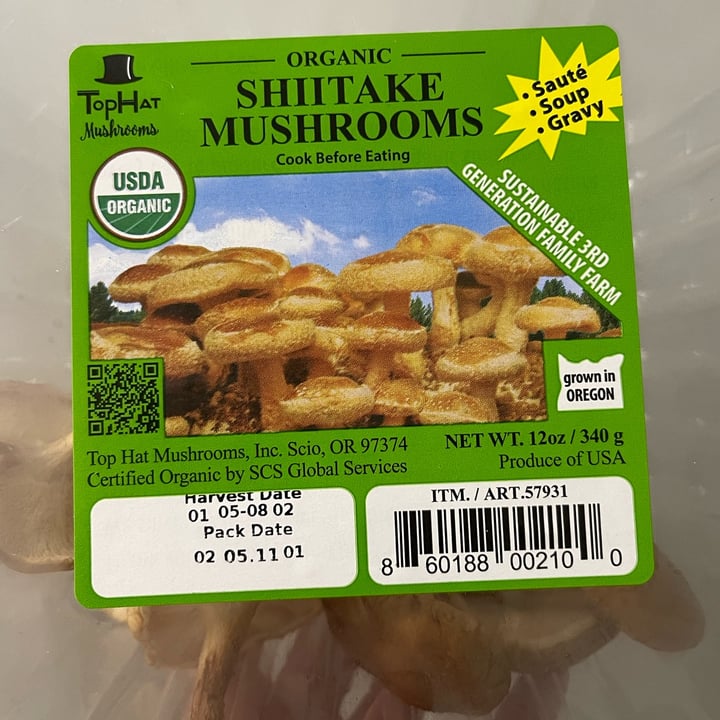 TOPHAT
Mushrooms
ORGANIC
SHIITAKE
MUSHROOMS
Cook Before Eating
• Sauté
• Soup
• Gravy
USDA
ORGANIC
SUSTAINABLE 3RD
GENERATION FAMILY FARM
grown in
OREGON
Top Hat Mushrooms, Inc. Scio, OR 97374
Certified Organic by SCS Global Services
NET WT. 12oz / 340 g
Produce of USA
Harvest Date
01 05-08 02
Pack Date
02 05.11 01
ITM. / ART.57931
8 60188 00210 0